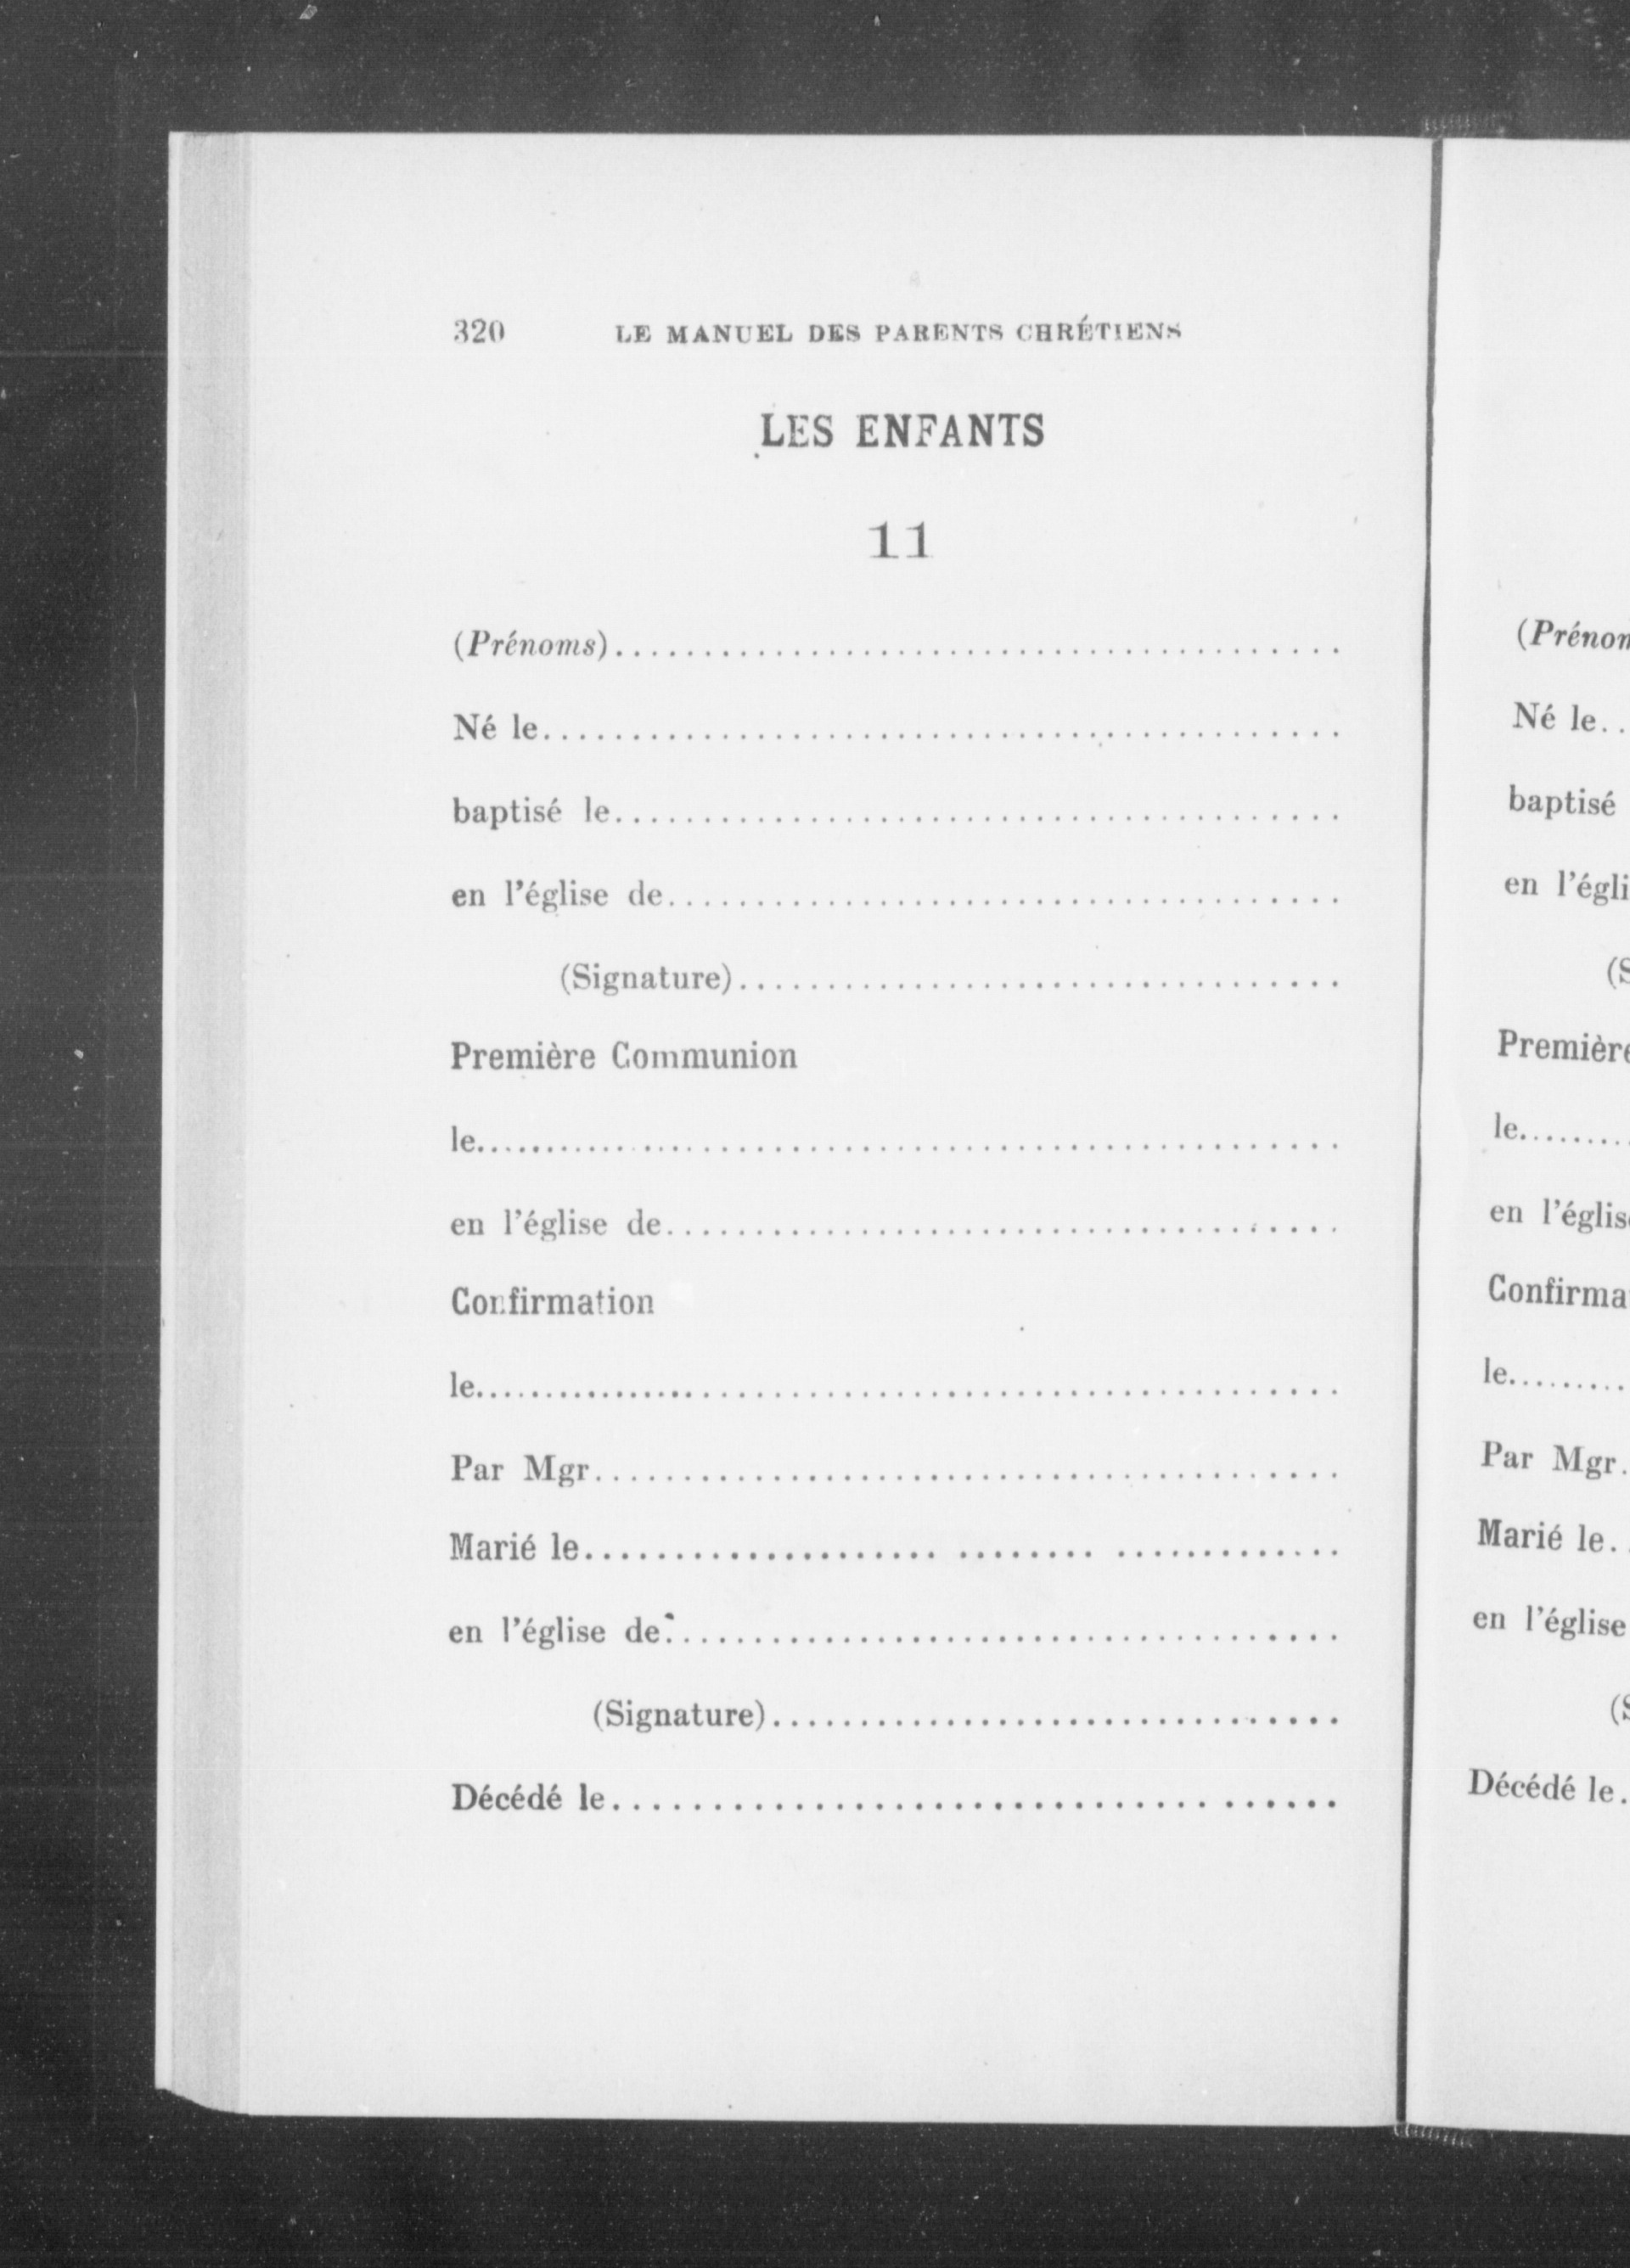 320 LE MANUEL DES PARENTS CHRÉTIENS
LES ENFANTS
11
(Prénoms)........................................
Né le............................................
baptisé le........................................
en l'église de.....................................
(Signature)..................................
Première Communion
le................................................
en l'église de.....................................
Confirmation
le................................................
Par Mgr..........................................
Marié le.................... ........ .............
en l'église de.....................................
(Signature)................................
Décédé le........................................
(Prénom
Né le..
baptisé
en l'égli
(S
Première
le........
en l'églis
Confirma
le.........
Par Mgr.
Marié le..
en l'église
(S
Décédé le.